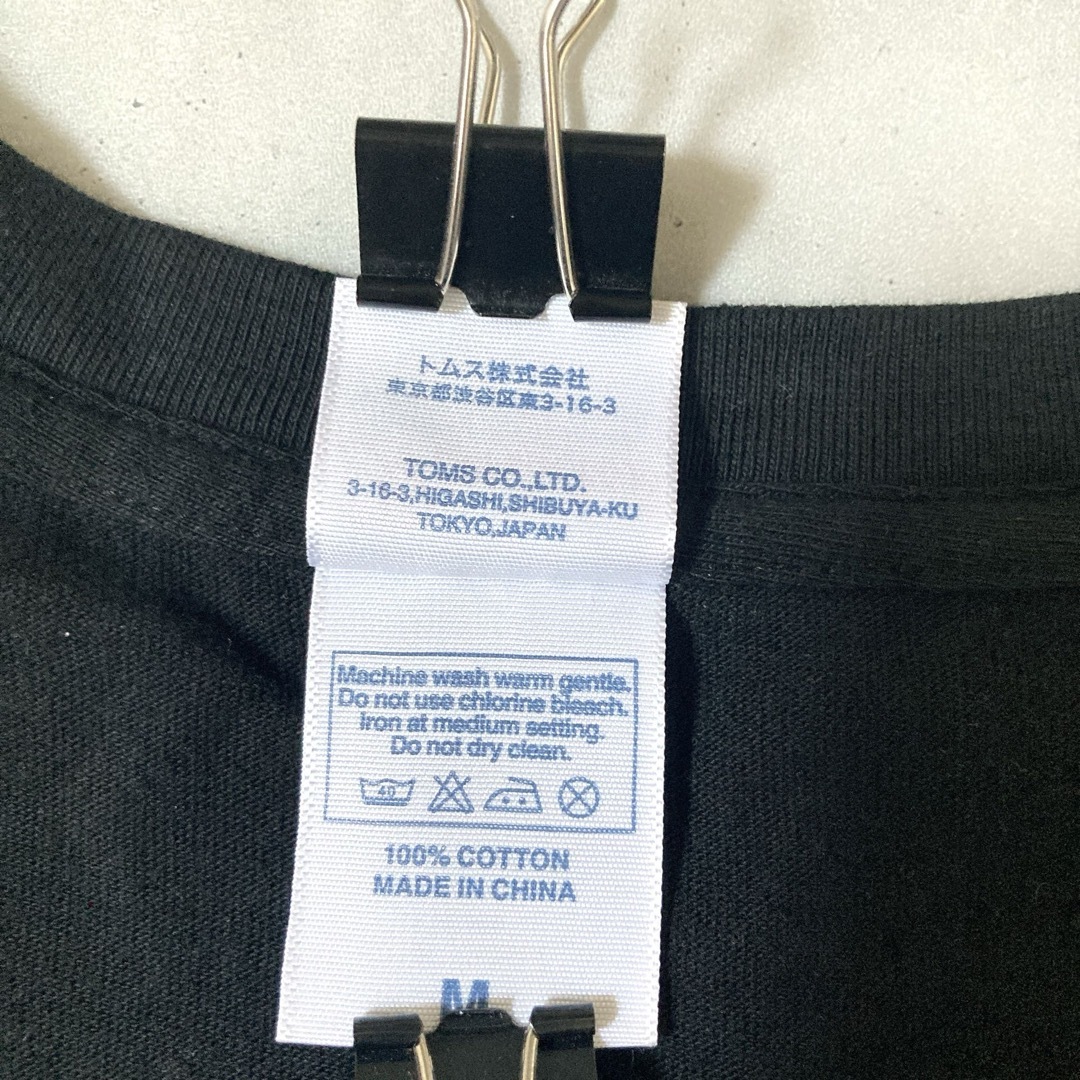 トムス株式会社
東京都渋谷区東3-16-3
TOMS CO.,LTD.
3-16-3,HIGASHI,SHIBUYA-KU
TOKYO,JAPAN
Machine wash warm gentle.
Do not use chlorine bleach.
Iron at medium setting.
Do not dry clean.
40
100% COTTON
MADE IN CHINA
M